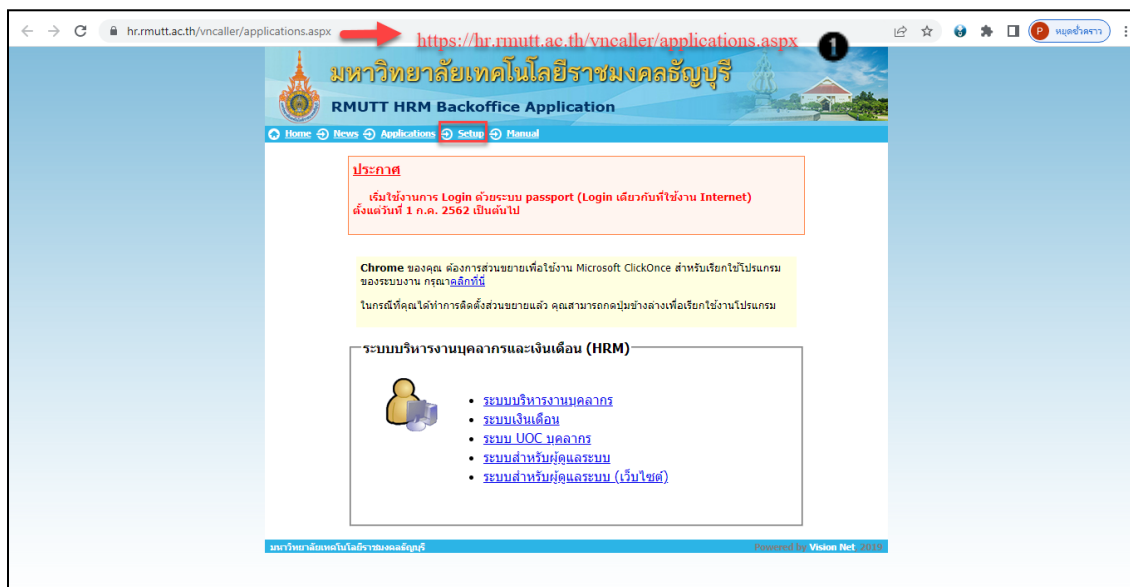 hr.rmutt.ac.th/vncaller/applications.aspx
https://hr.rmutt.ac.th/vncaller/applications.aspx
1
P หยุดชั่วคราว
มหาวิทยาลัยเทคโนโลยีราชมงคลธัญบุรี
RMUTT HRM Backoffice Application
Home News Applications Setup Manual
ประกาศ
เริ่มใช้งานการ Login ด้วยระบบ passport (Login เดียวกับที่ใช้งาน Internet)
ตั้งแต่วันที่ 1 ก.ค. 2562 เป็นต้นไป
Chrome ของคุณ ต้องการส่วนขยายเพื่อใช้งาน Microsoft ClickOnce สำหรับเรียกใช้โปรแกรม
ของระบบงาน กรุณาคลิกที่นี่
ในกรณีที่คุณได้ทำการติดตั้งส่วนขยายแล้ว คุณสามารถกดปุ่มข้างล่างเพื่อเรียกใช้งานโปรแกรม
ระบบบริหารงานบุคลากรและเงินเดือน (HRM)
ระบบบริหารงานบุคลากร
ระบบเงินเดือน
ระบบ UOC บุคลากร
ระบบสำหรับผู้ดูแลระบบ
ระบบสำหรับผู้ดูแลระบบ (เว็บไซต์)
มหาวิทยาลัยเทคโนโลยีราชมงคลธัญบุรี
Powered by Vision Net, 2019